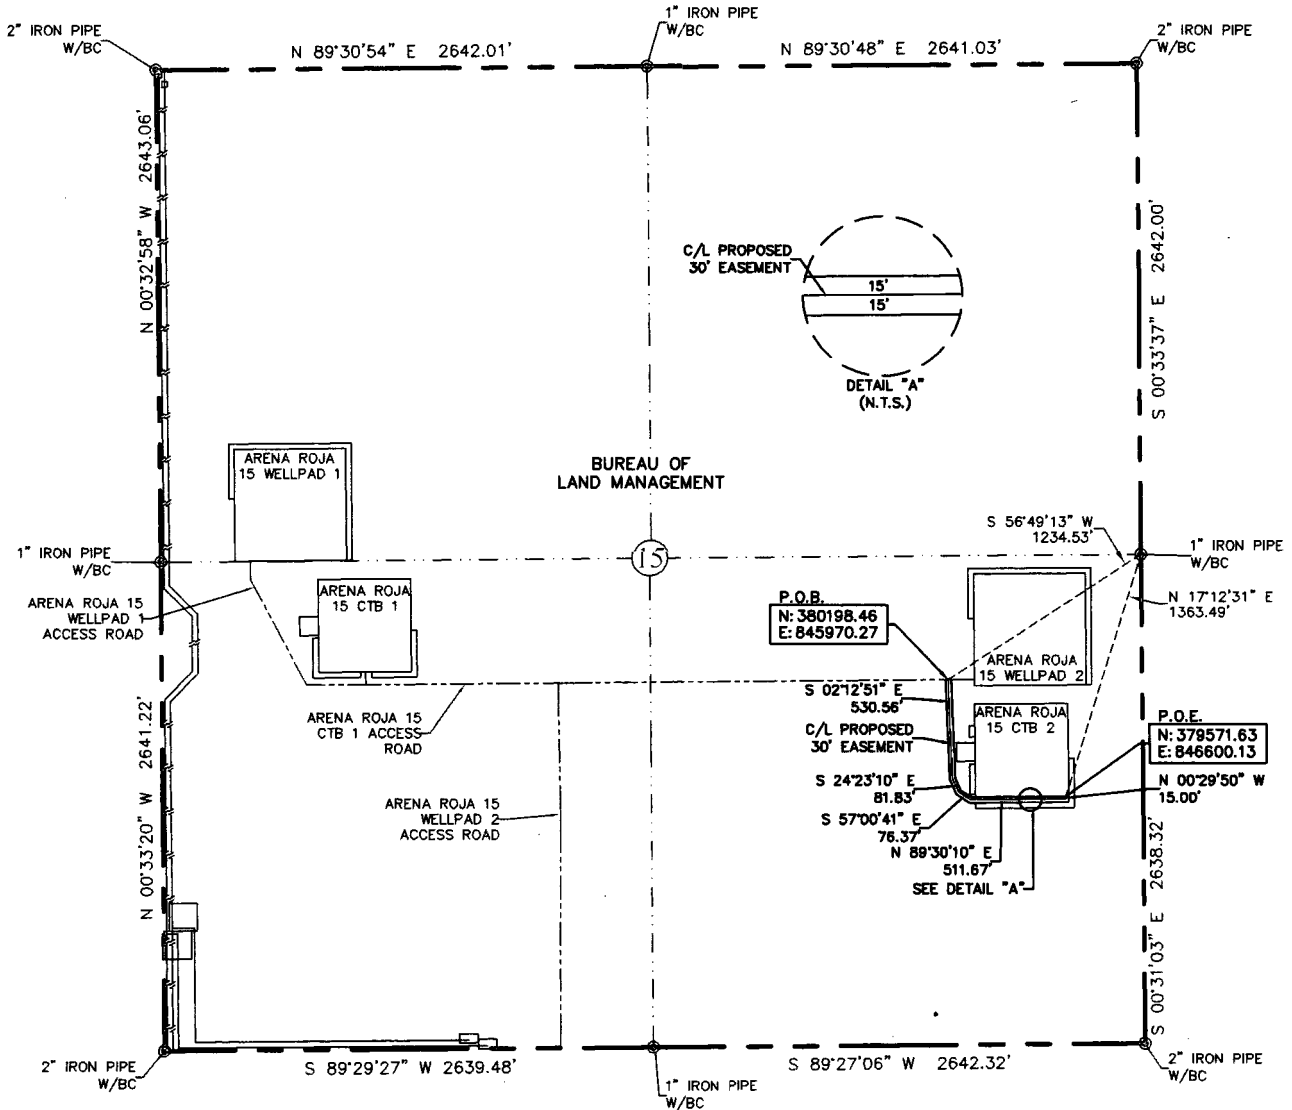 2" IRON PIPE
W/BC
N 89°30'54" E 2642.01'
1" IRON PIPE
W/BC
N 89°30'48" E 2641.03'
2" IRON PIPE
W/BC
N 00°32'58" W 2643.06'
S 00°33'37" E 2642.00'
C/L PROPOSED
30' EASEMENT
15'
15'
DETAIL "A"
(N.T.S.)
ARENA ROJA
15 WELLPAD 1
BUREAU OF
LAND MANAGEMENT
1" IRON PIPE
W/BC
15
S 56°49'13" W
1234.53'
1" IRON PIPE
W/BC
ARENA ROJA 15
WELLPAD 1
ACCESS ROAD
ARENA ROJA
15 CTB 1
P.O.B.
N: 380198.46
E: 845970.27
N 17°12'31" E
1363.49'
ARENA ROJA
15 WELLPAD 2
ARENA ROJA 15
CTB 1 ACCESS
ROAD
S 02°12'51" E
530.56'
C/L PROPOSED
30' EASEMENT
ARENA ROJA
15 CTB 2
P.O.E.
N: 379571.63
E: 846600.13
N 00°33'20" W 2641.22'
S 24°23'10" E
81.83'
N 00°29'50" W
15.00'
ARENA ROJA 15
WELLPAD 2
ACCESS ROAD
S 57°00'41" E
76.37'
N 89°30'10" E
511.67'
SEE DETAIL "A"
S 00°31'03" E 2638.32'
2" IRON PIPE
W/BC
S 89°29'27" W 2639.48'
1" IRON PIPE
W/BC
S 89°27'06" W 2642.32'
2" IRON PIPE
W/BC